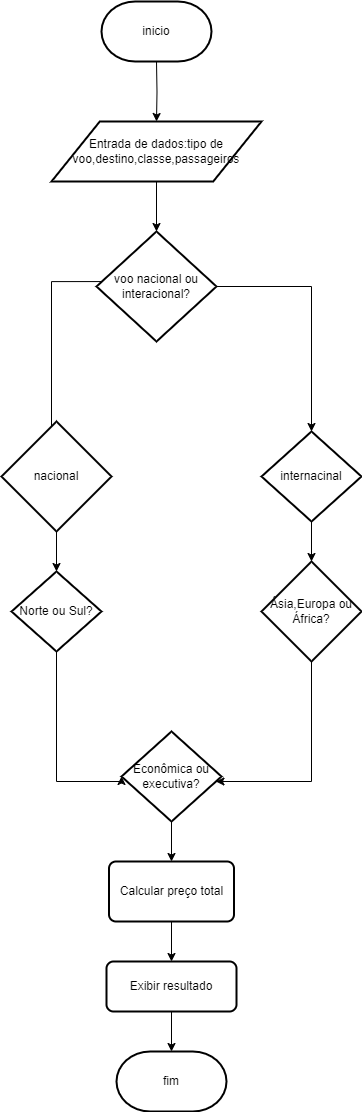 inicio
Entrada de dados:tipo de
voo,destino,classe,passageiros
voo nacional ou
interacional?
nacional
internacinal
Norte ou Sul?
Ásia,Europa ou
África?
Econômica ou
executiva?
Calcular preço total
Exibir resultado
fim